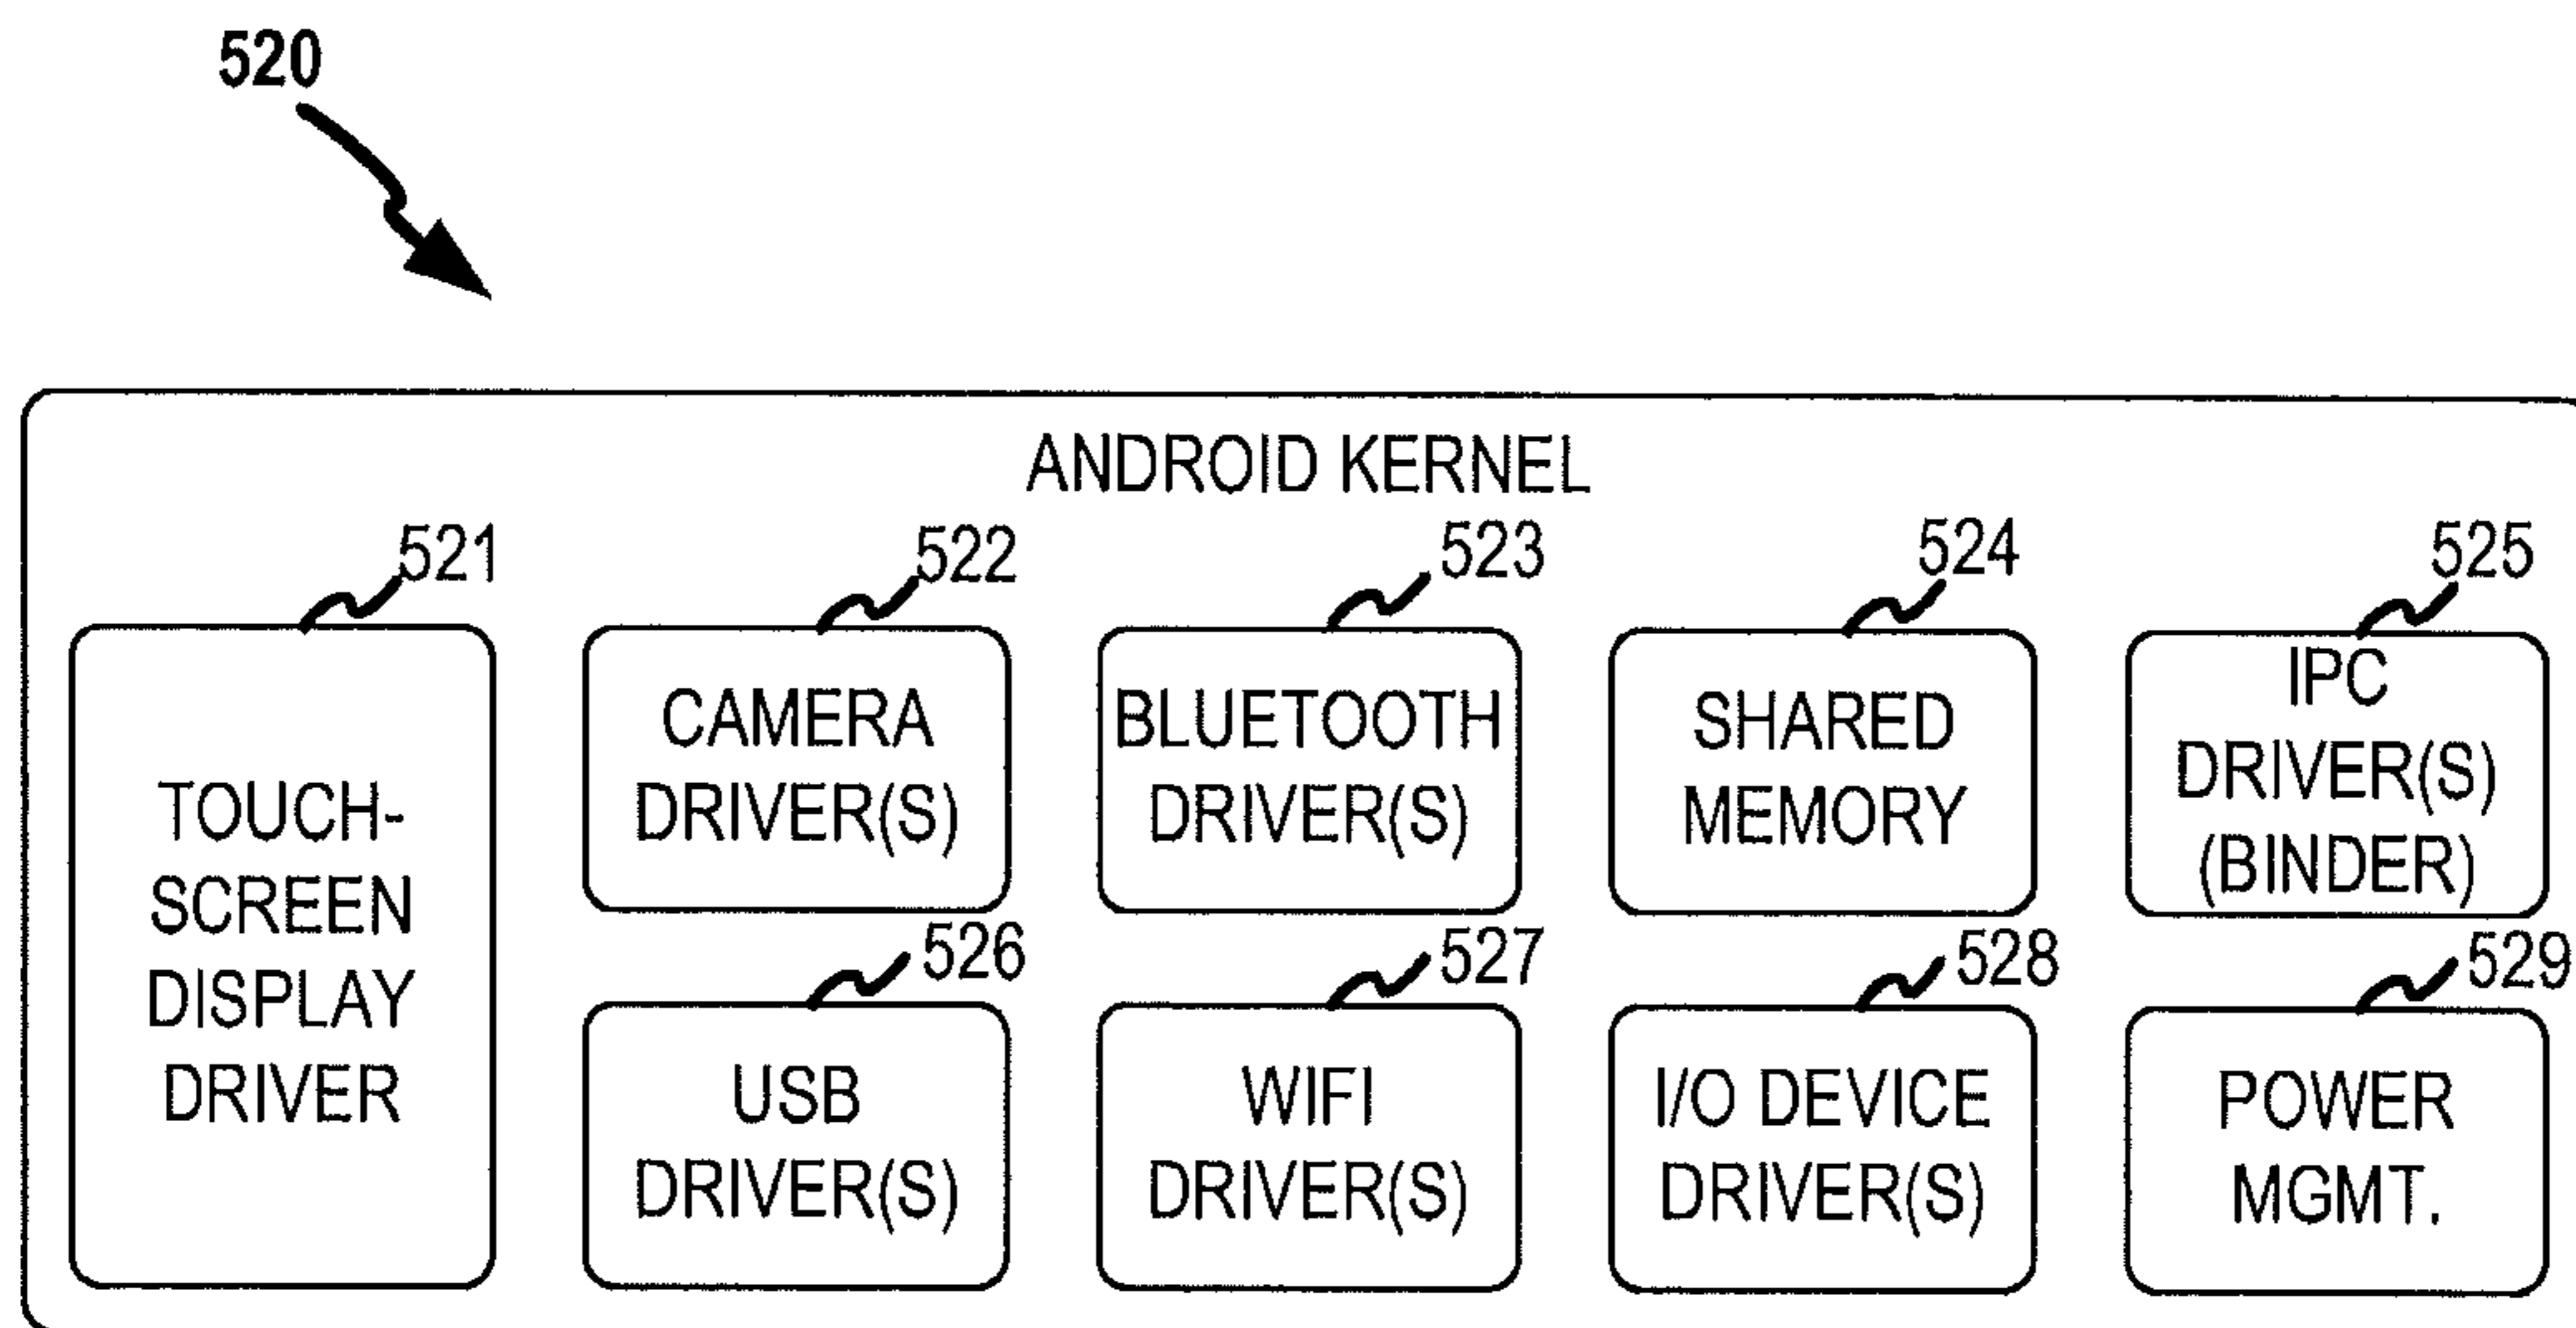 520
ANDROID KERNEL
521
TOUCH-
SCREEN
DISPLAY
DRIVER
522
CAMERA
DRIVER(S)
523
BLUETOOTH
DRIVER(S)
524
SHARED
MEMORY
525
IPC
DRIVER(S)
(BINDER)
526
USB
DRIVER(S)
527
WIFI
DRIVER(S)
528
I/O DEVICE
DRIVER(S)
529
POWER
MGMT.